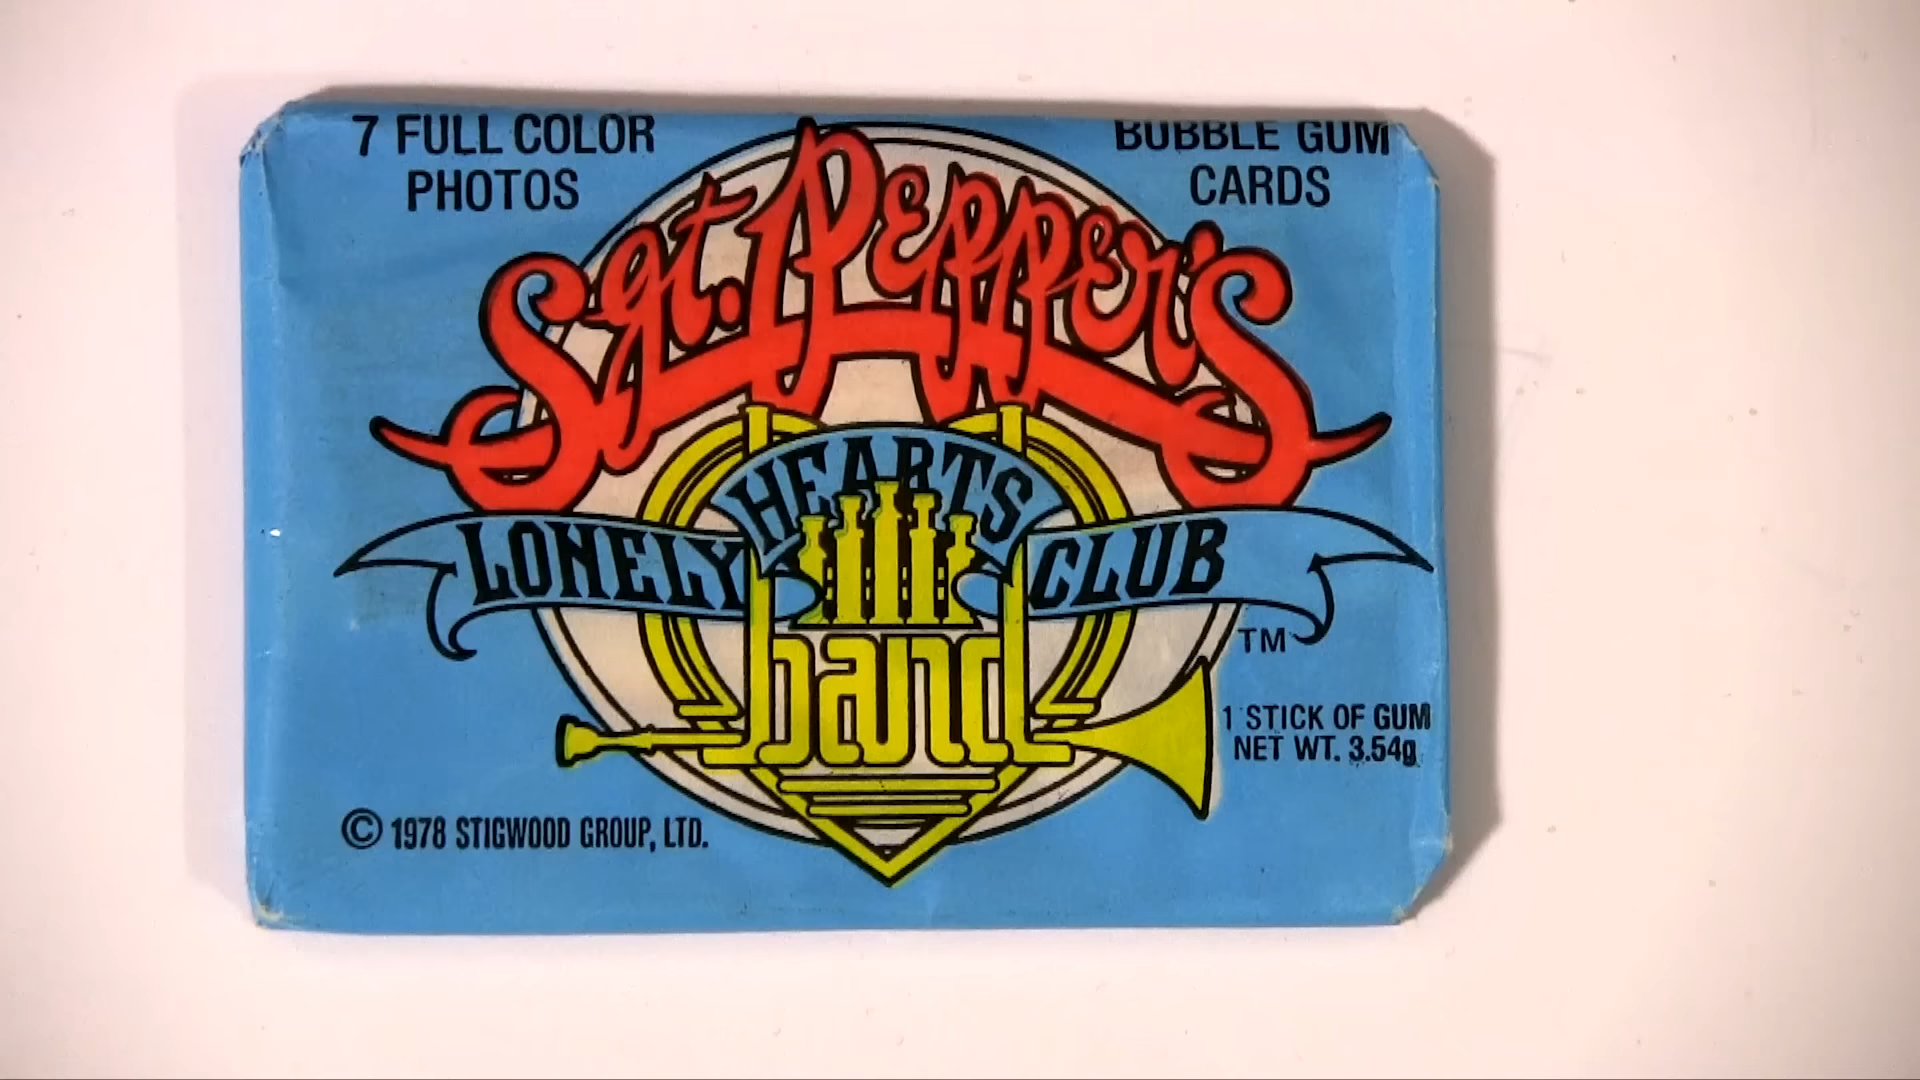 7 FULL COLOR
PHOTOS
BUBBLE GUM
CARDS
Sgt. Pepper's
LONELY HEARTS CLUB
band
TM
1 STICK OF GUM
NET WT. 3.54g
© 1978 STIGWOOD GROUP, LTD.